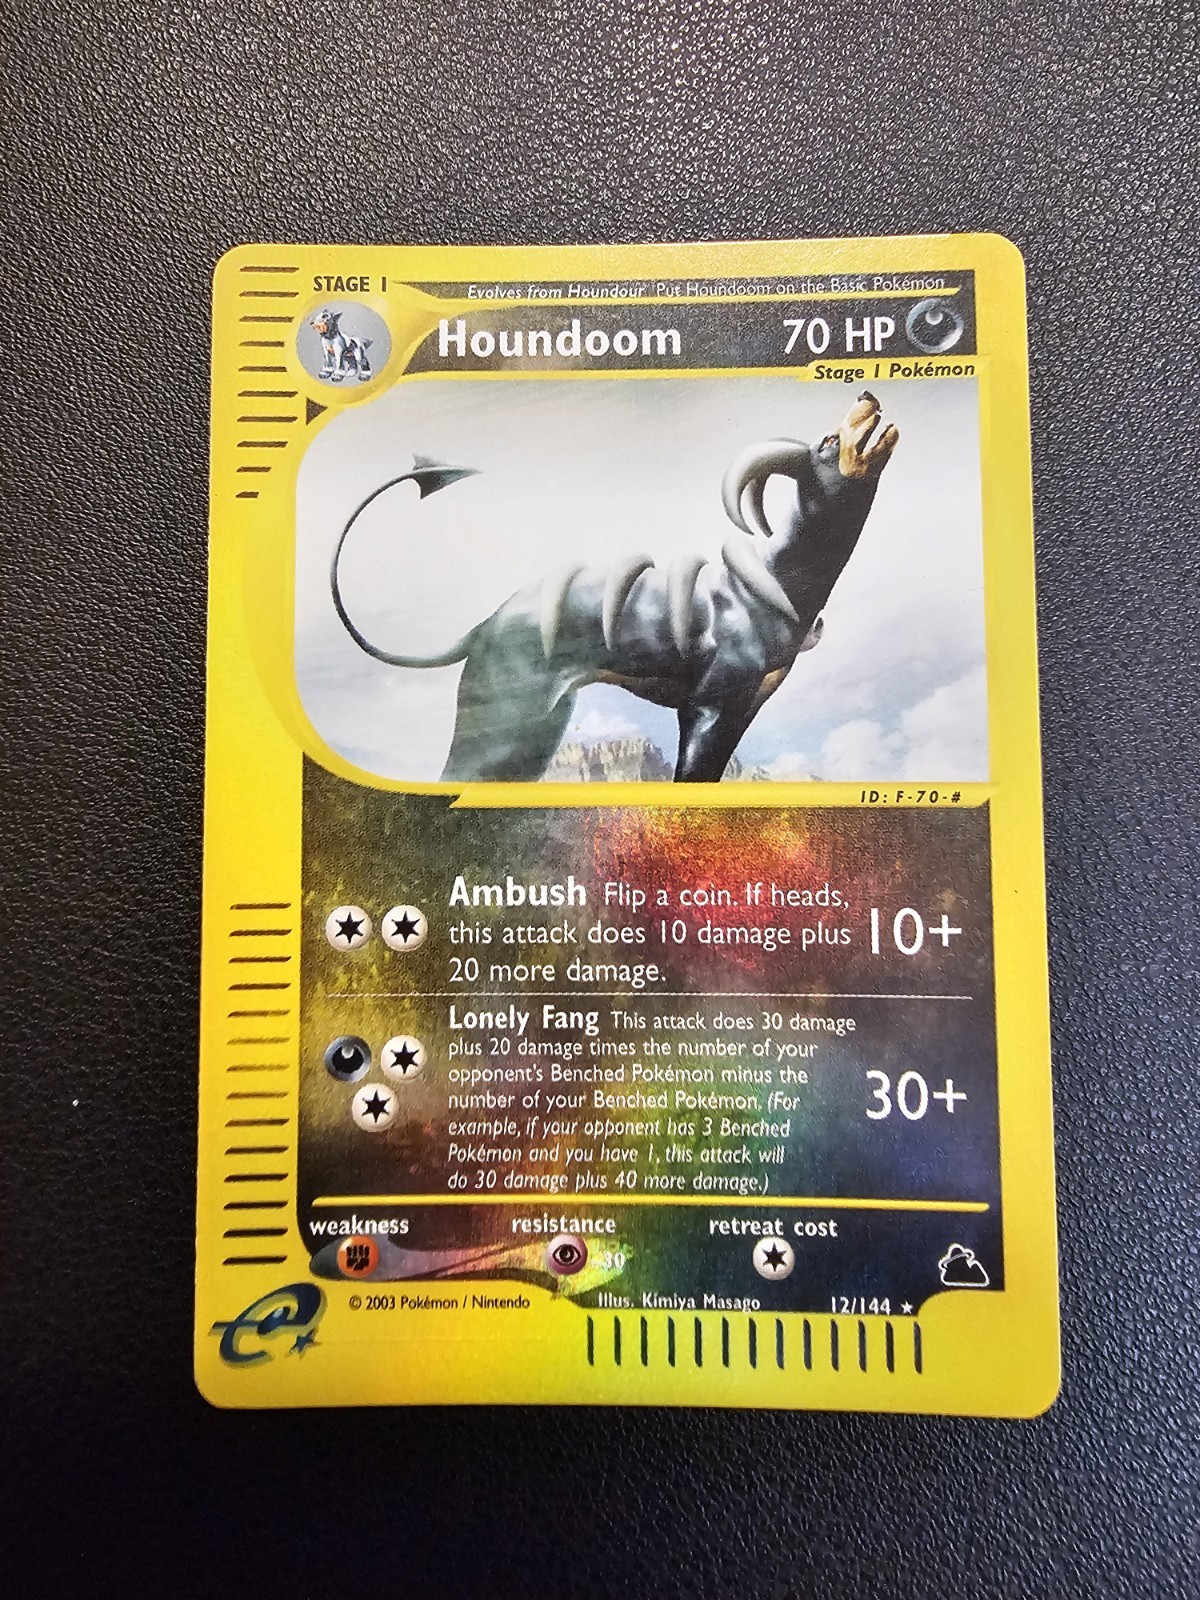 STAGE 1
Evolves from Houndour Put Houndoom on the Basic Pokémon
Houndoom 70 HP
Stage 1 Pokémon
ID: F-70-#
Ambush Flip a coin. If heads,
this attack does 10 damage plus
20 more damage.
10+
Lonely Fang This attack does 30 damage
plus 20 damage times the number of your
opponent's Benched Pokémon minus the
number of your Benched Pokémon. (For
example, if your opponent has 3 Benched
Pokémon and you have 1, this attack will
do 30 damage plus 40 more damage.)
30+
weakness resistance retreat cost
-30
© 2003 Pokémon / Nintendo Illus. Kimiya Masago 12/144 ★
e